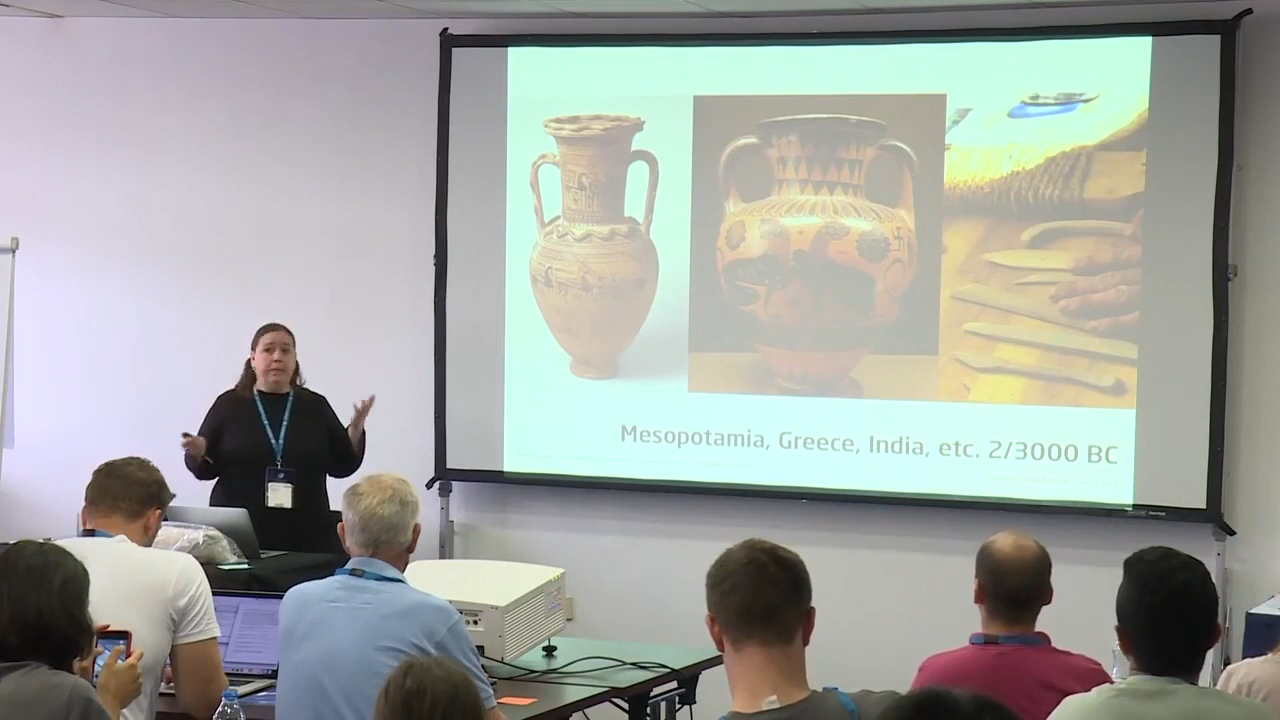 Mesopotamia, Greece, India, etc. 2/3000 BC